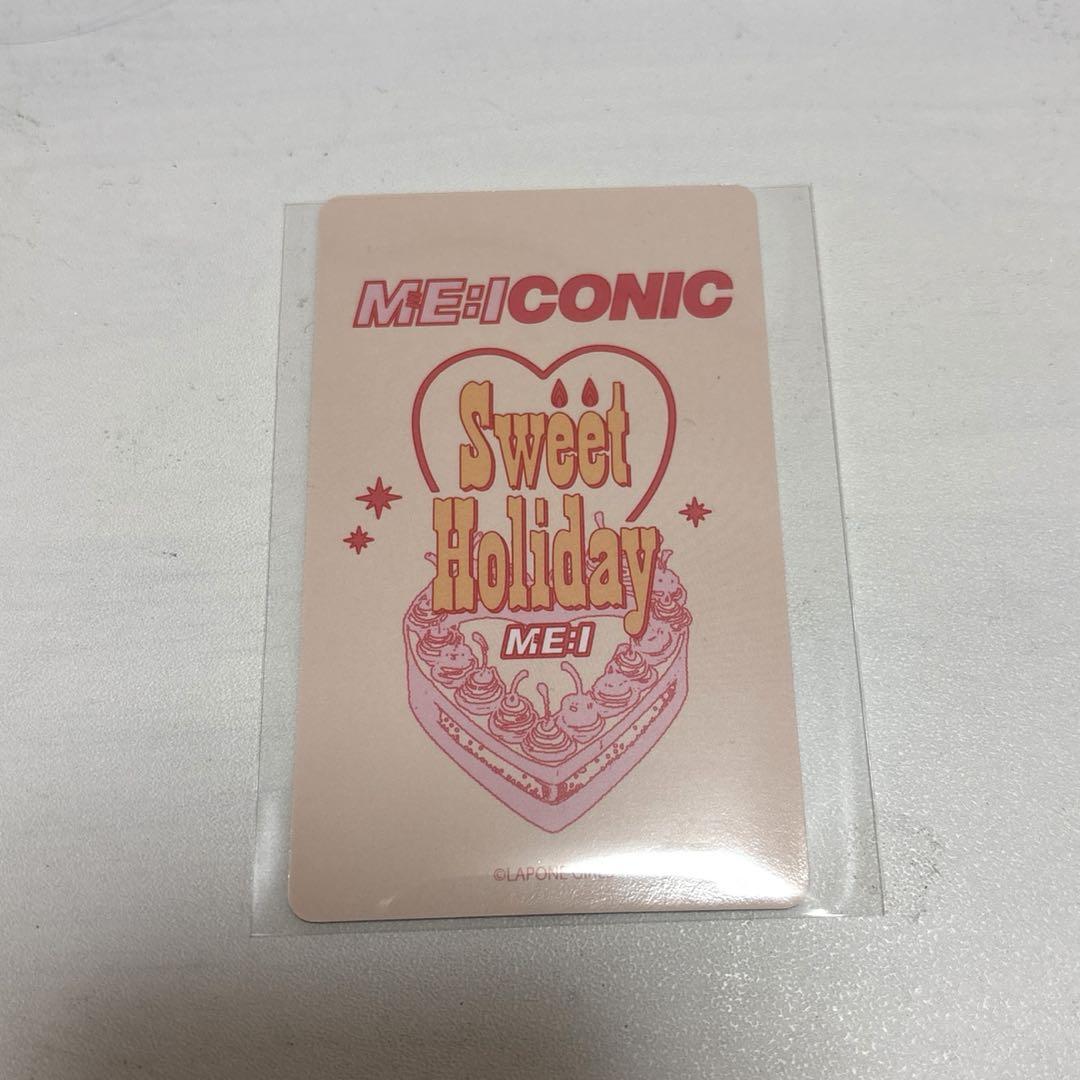 ME:ICONIC
Sweet
Holiday
ME:I
©LAPONE GIRLS